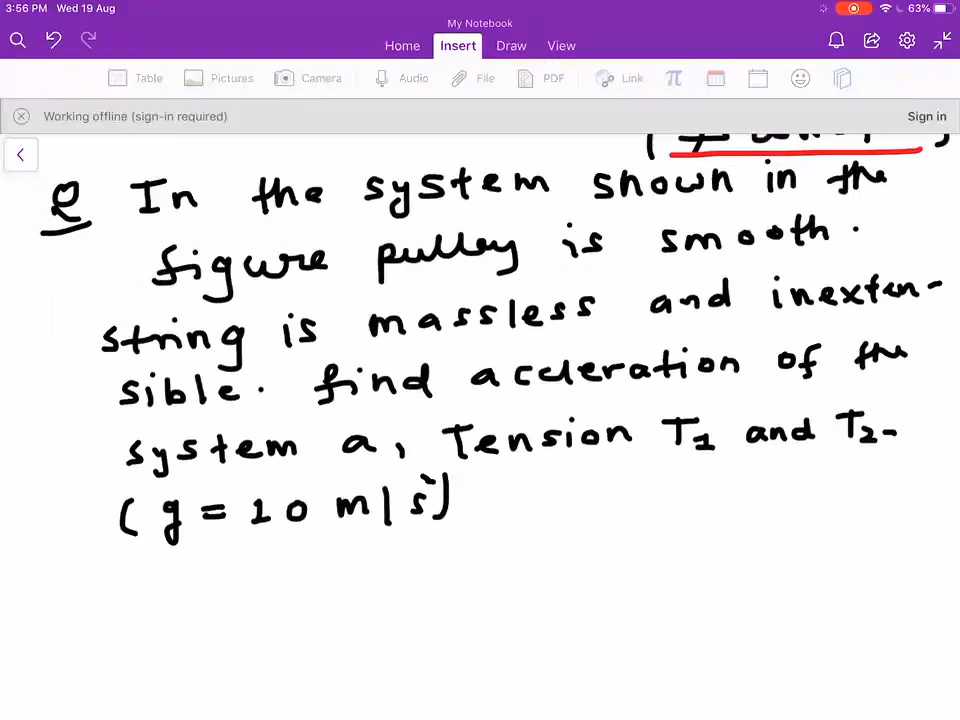 3:56 PM Wed 19 Aug
63%
My Notebook
Home Insert Draw View
Table Pictures Camera Audio File PDF Link
Working offline (sign-in required) Sign in
Q In the system shown in the
figure pulley is smooth.
string is massless and inexten-
sible. find accleration of the
system a, Tension T1 and T2-
(g = 10 m/s²)